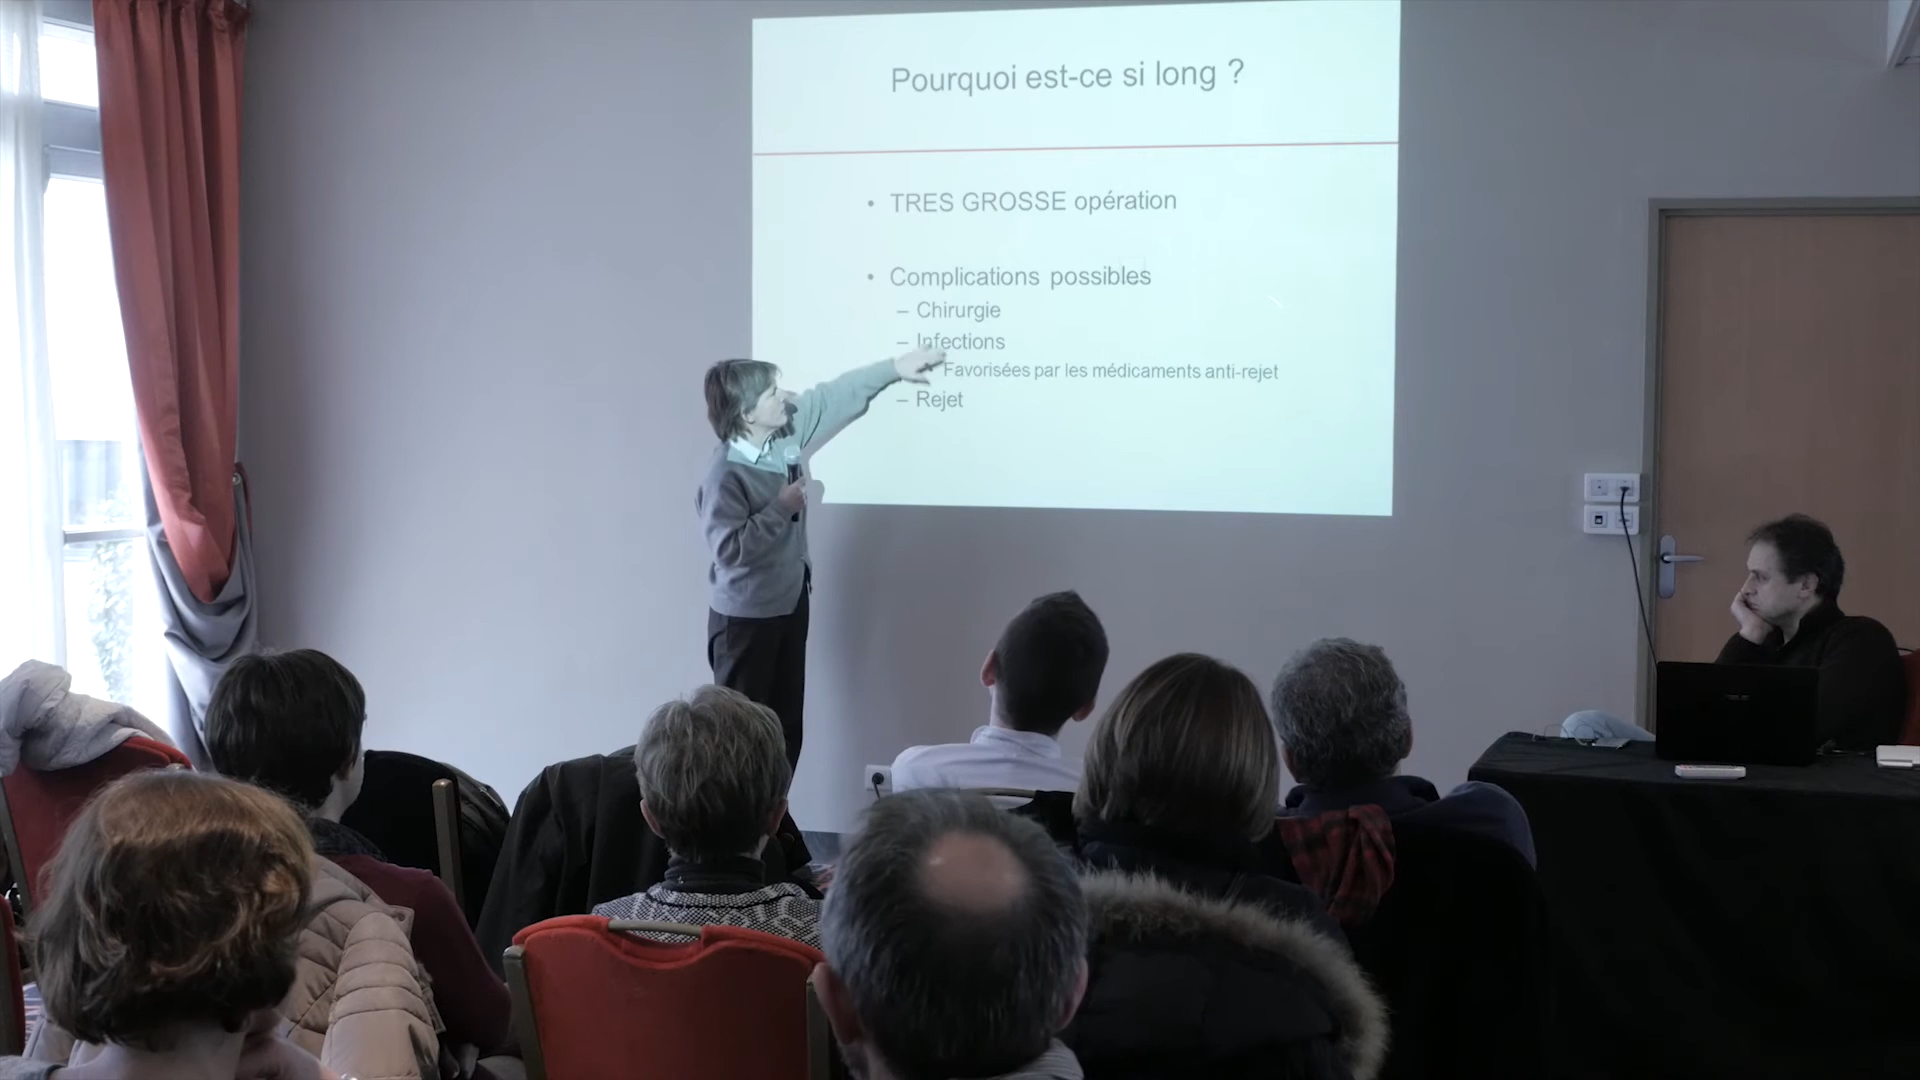 Pourquoi est-ce si long ?
• TRES GROSSE opération
• Complications possibles
– Chirurgie
– Infections
Favorisées par les médicaments anti-rejet
– Rejet